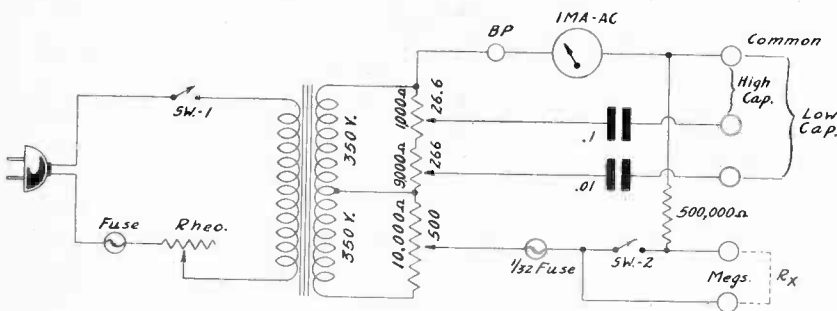 BP
1MA-AC
Common
High
Cap.
Low
Cap.
SW.-1
350 V.
350 V.
1000Ω
26.6
9000Ω
266
10,000Ω
500
.1
.01
500,000Ω
Fuse
Rheo.
1/32 Fuse
SW.-2
Megs.
Rx